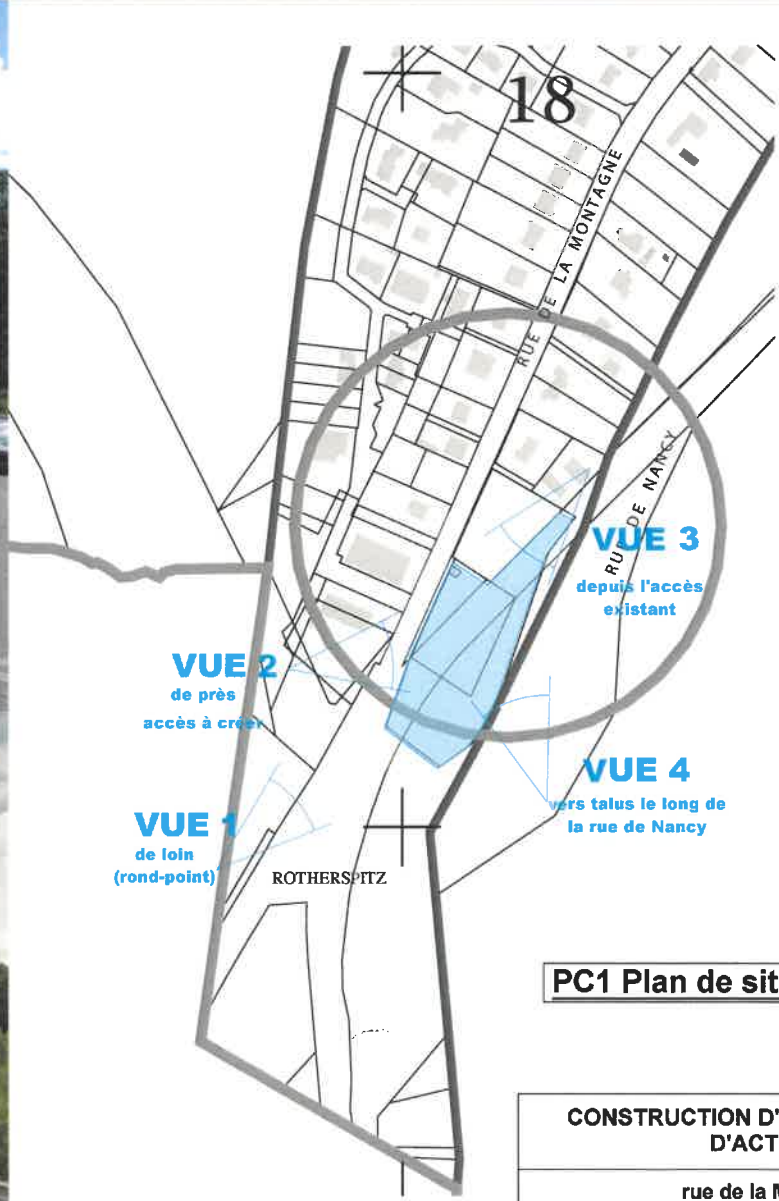 18
RUE DE LA MONTAGNE
RUE DE NANCY
VUE 3
depuis l'accès
existant
VUE 2
de près
accès à créer
VUE 4
vers talus le long de
la rue de Nancy
VUE 1
de loin
(rond-point)
ROTHERSPITZ
PC1 Plan de sit
CONSTRUCTION D'
D'ACT
rue de la M